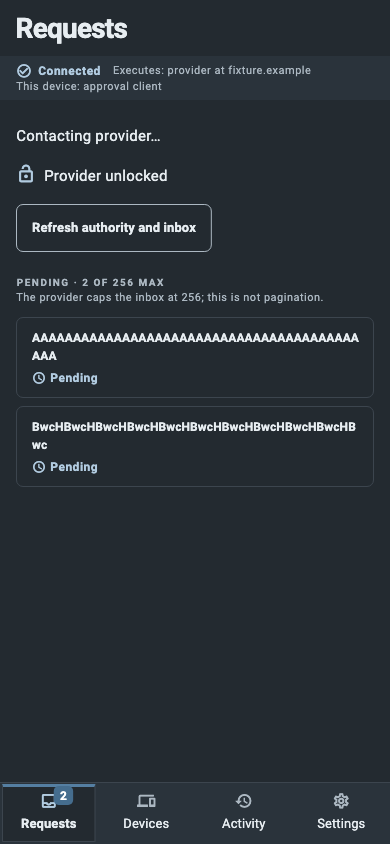 Requests
Connected Executes: provider at fixture.example
This device: approval client
Contacting provider…
Provider unlocked
Refresh authority and inbox
PENDING · 2 OF 256 MAX
The provider caps the inbox at 256; this is not pagination.
AAAAAAAAAAAAAAAAAAAAAAAAAAAAAAAAAAAAAAAA
AAA
Pending
BwcHBwcHBwcHBwcHBwcHBwcHBwcHBwcHBwcHBwcHB
wc
Pending
2
Requests Devices Activity Settings